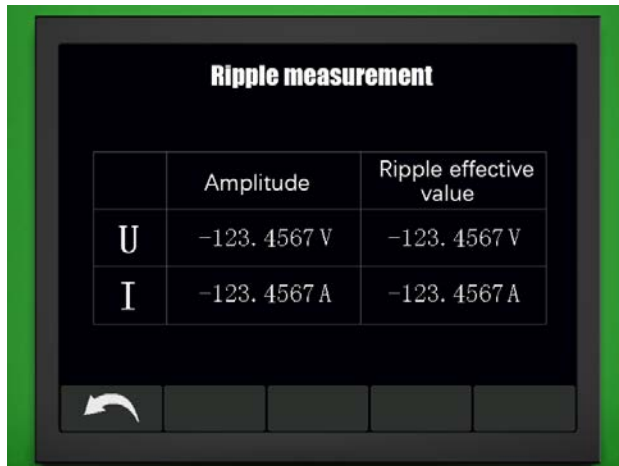 Ripple measurement
Amplitude
Ripple effective
value
U
-123.4567 V
-123.4567 V
I
-123.4567 A
-123.4567 A